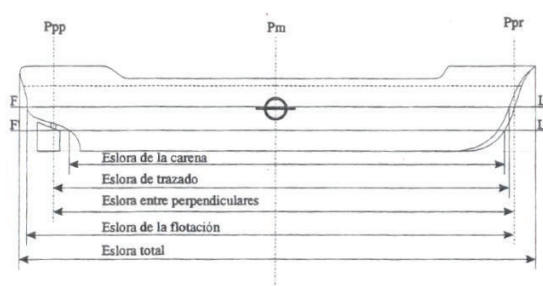 Ppp Pm Ppr
F L
F L
Eslora de la carena
Eslora de trazado
Eslora entre perpendiculares
Eslora de la flotación
Eslora total